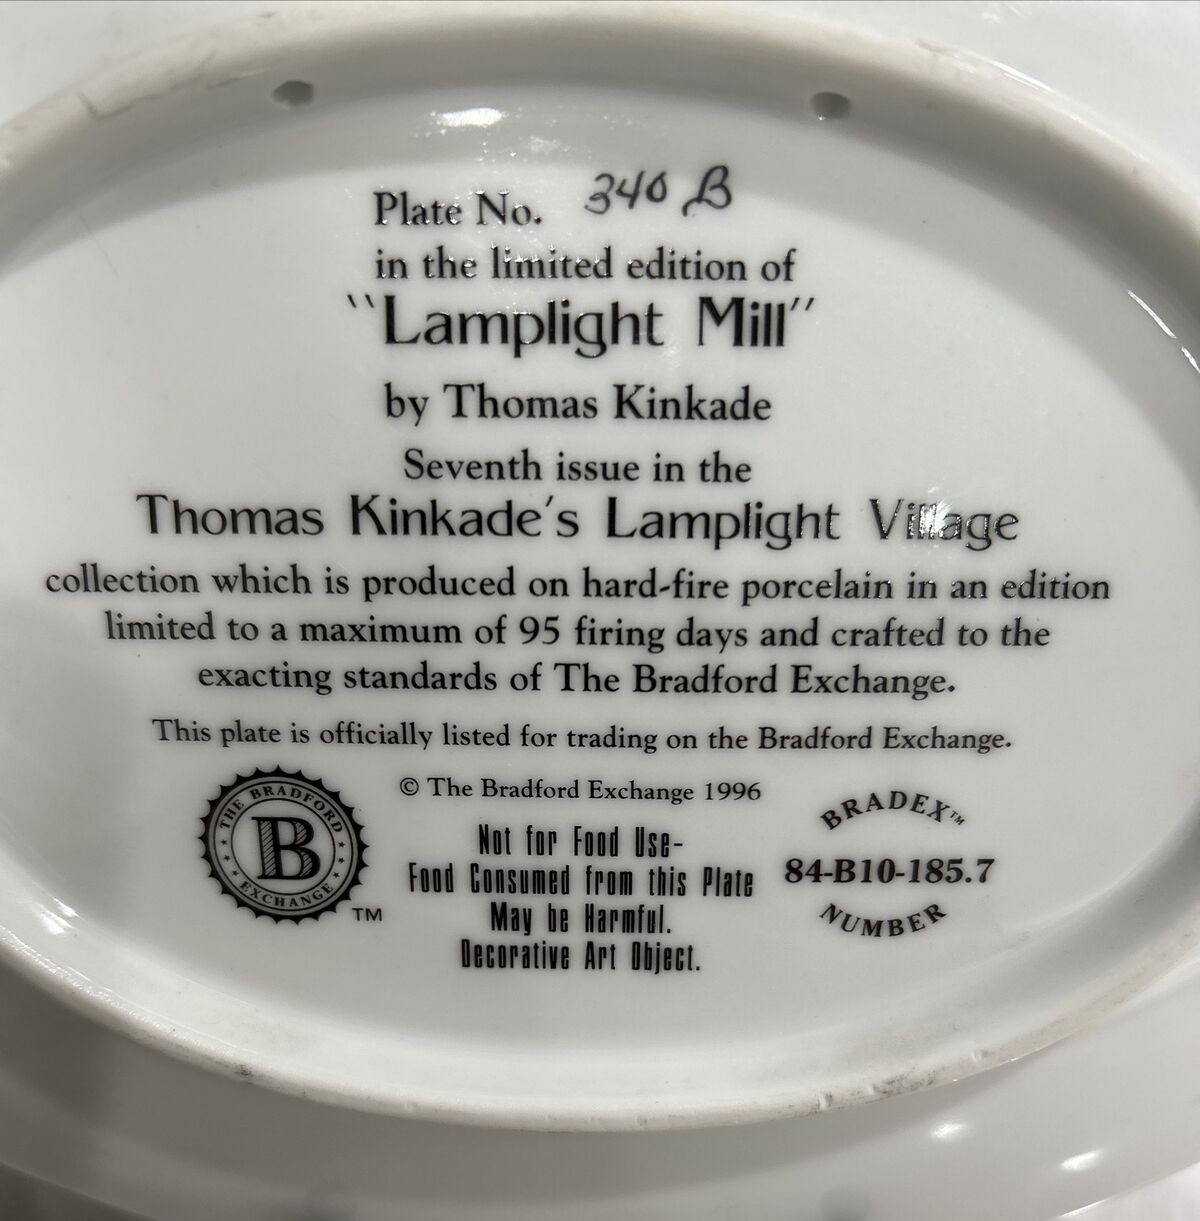 Plate No. 340 B
in the limited edition of
"Lamplight Mill"
by Thomas Kinkade
Seventh issue in the
Thomas Kinkade's Lamplight Village
collection which is produced on hard-fire porcelain in an edition
limited to a maximum of 95 firing days and crafted to the
exacting standards of The Bradford Exchange.
This plate is officially listed for trading on the Bradford Exchange.
© The Bradford Exchange 1996
THE BRADFORD
B
EXCHANGE
TM
Not for Food Use-
Food Consumed from this Plate
May be Harmful.
Decorative Art Object.
BRADEX™
84-B10-185.7
NUMBER